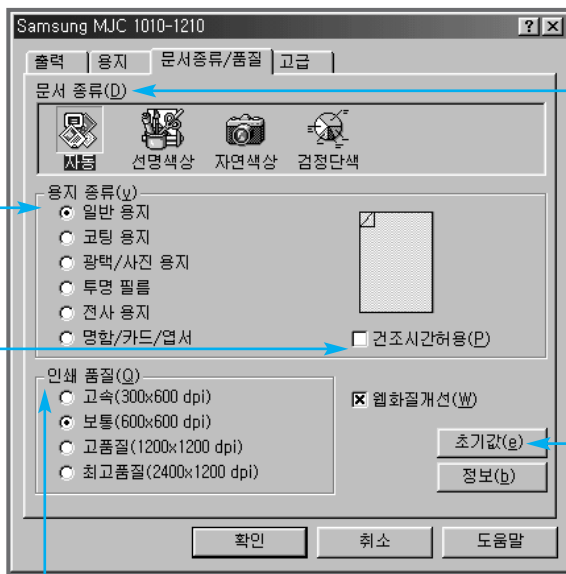 Samsung MJC 1010-1210
출력 용지 문서종류/품질 고급
문서 종류(D)
자동 선명색상 자연색상 검정단색
용지 종류(y)
일반 용지
코팅 용지
광택/사진 용지
투명 필름
전사 용지
명함/카드/엽서
건조시간허용(P)
인쇄 품질(Q)
고속(300x600 dpi)
보통(600x600 dpi)
고품질(1200x1200 dpi)
최고품질(2400x1200 dpi)
웹화질개선(W)
초기값(e)
정보(b)
확인 취소 도움말